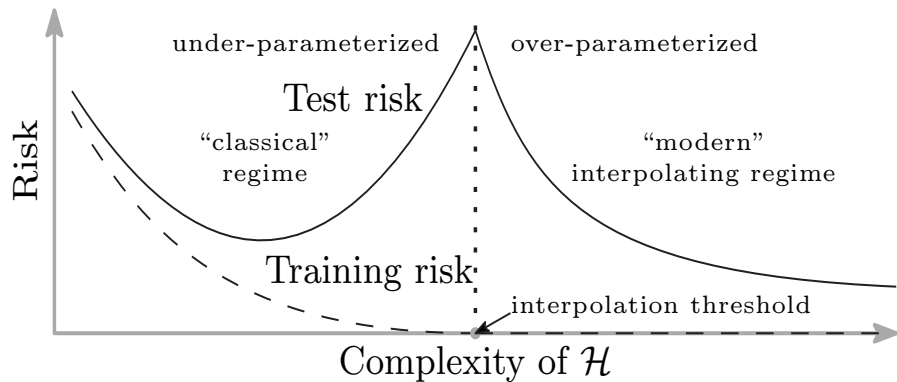 under-parameterized
over-parameterized
Test risk
“classical”
regime
“modern”
interpolating regime
Risk
Training risk
interpolation threshold
Complexity of ℋ